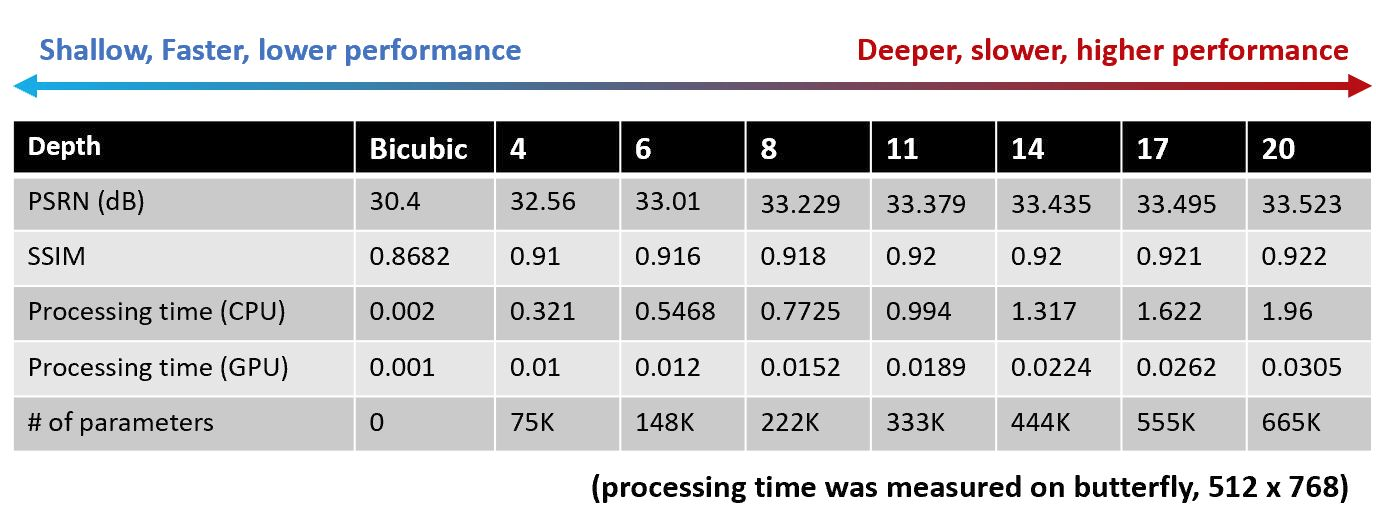 Shallow, Faster, lower performance Deeper, slower, higher performance
Depth Bicubic 4 6 8 11 14 17 20
PSRN (dB) 30.4 32.56 33.01 33.229 33.379 33.435 33.495 33.523
SSIM 0.8682 0.91 0.916 0.918 0.92 0.92 0.921 0.922
Processing time (CPU) 0.002 0.321 0.5468 0.7725 0.994 1.317 1.622 1.96
Processing time (GPU) 0.001 0.01 0.012 0.0152 0.0189 0.0224 0.0262 0.0305
# of parameters 0 75K 148K 222K 333K 444K 555K 665K
(processing time was measured on butterfly, 512 x 768)